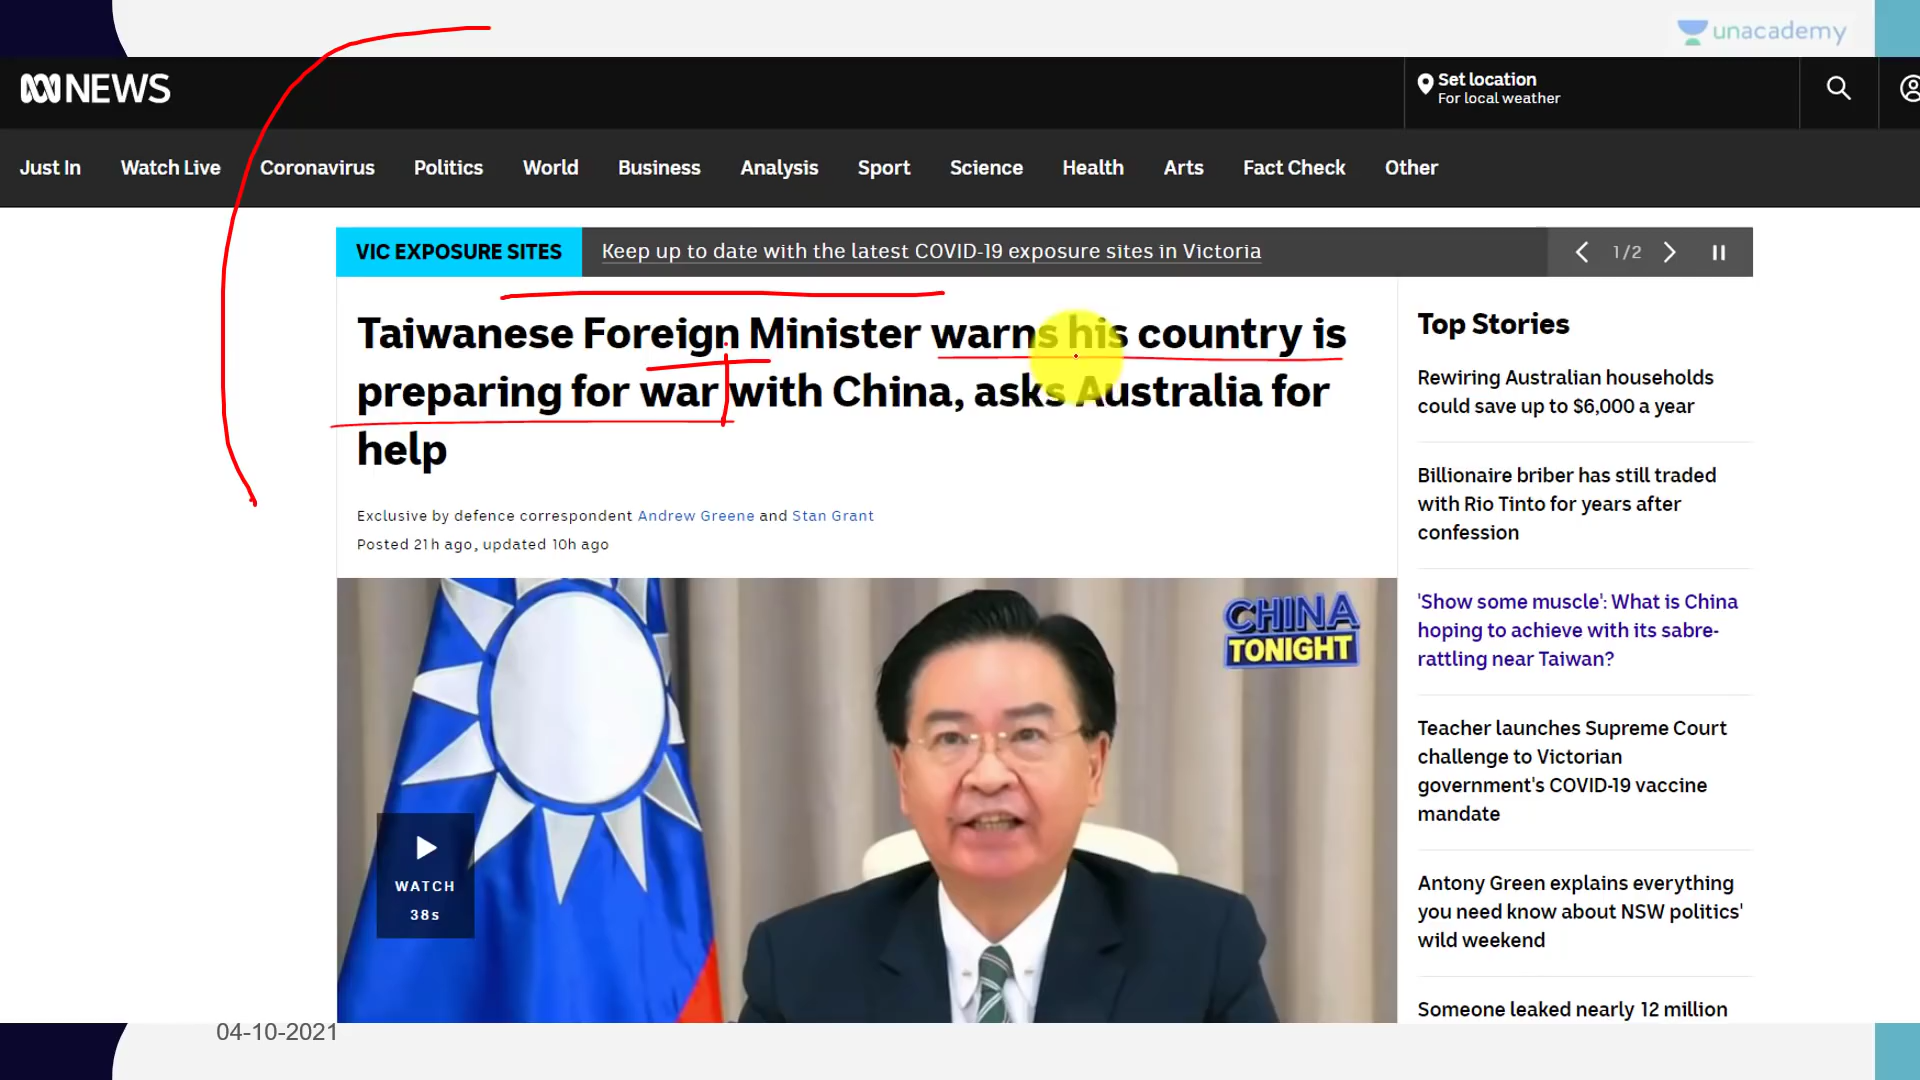 unacademy
NEWS
Set location
For local weather
Just In Watch Live Coronavirus Politics World Business Analysis Sport Science Health Arts Fact Check Other
VIC EXPOSURE SITES Keep up to date with the latest COVID-19 exposure sites in Victoria 1/2
Taiwanese Foreign Minister warns his country is
preparing for war with China, asks Australia for
help
Exclusive by defence correspondent Andrew Greene and Stan Grant
Posted 21h ago, updated 10h ago
CHINA
TONIGHT
WATCH
38s
Top Stories
Rewiring Australian households
could save up to $6,000 a year
Billionaire briber has still traded
with Rio Tinto for years after
confession
'Show some muscle': What is China
hoping to achieve with its sabre-
rattling near Taiwan?
Teacher launches Supreme Court
challenge to Victorian
government's COVID-19 vaccine
mandate
Antony Green explains everything
you need know about NSW politics'
wild weekend
Someone leaked nearly 12 million
04-10-2021